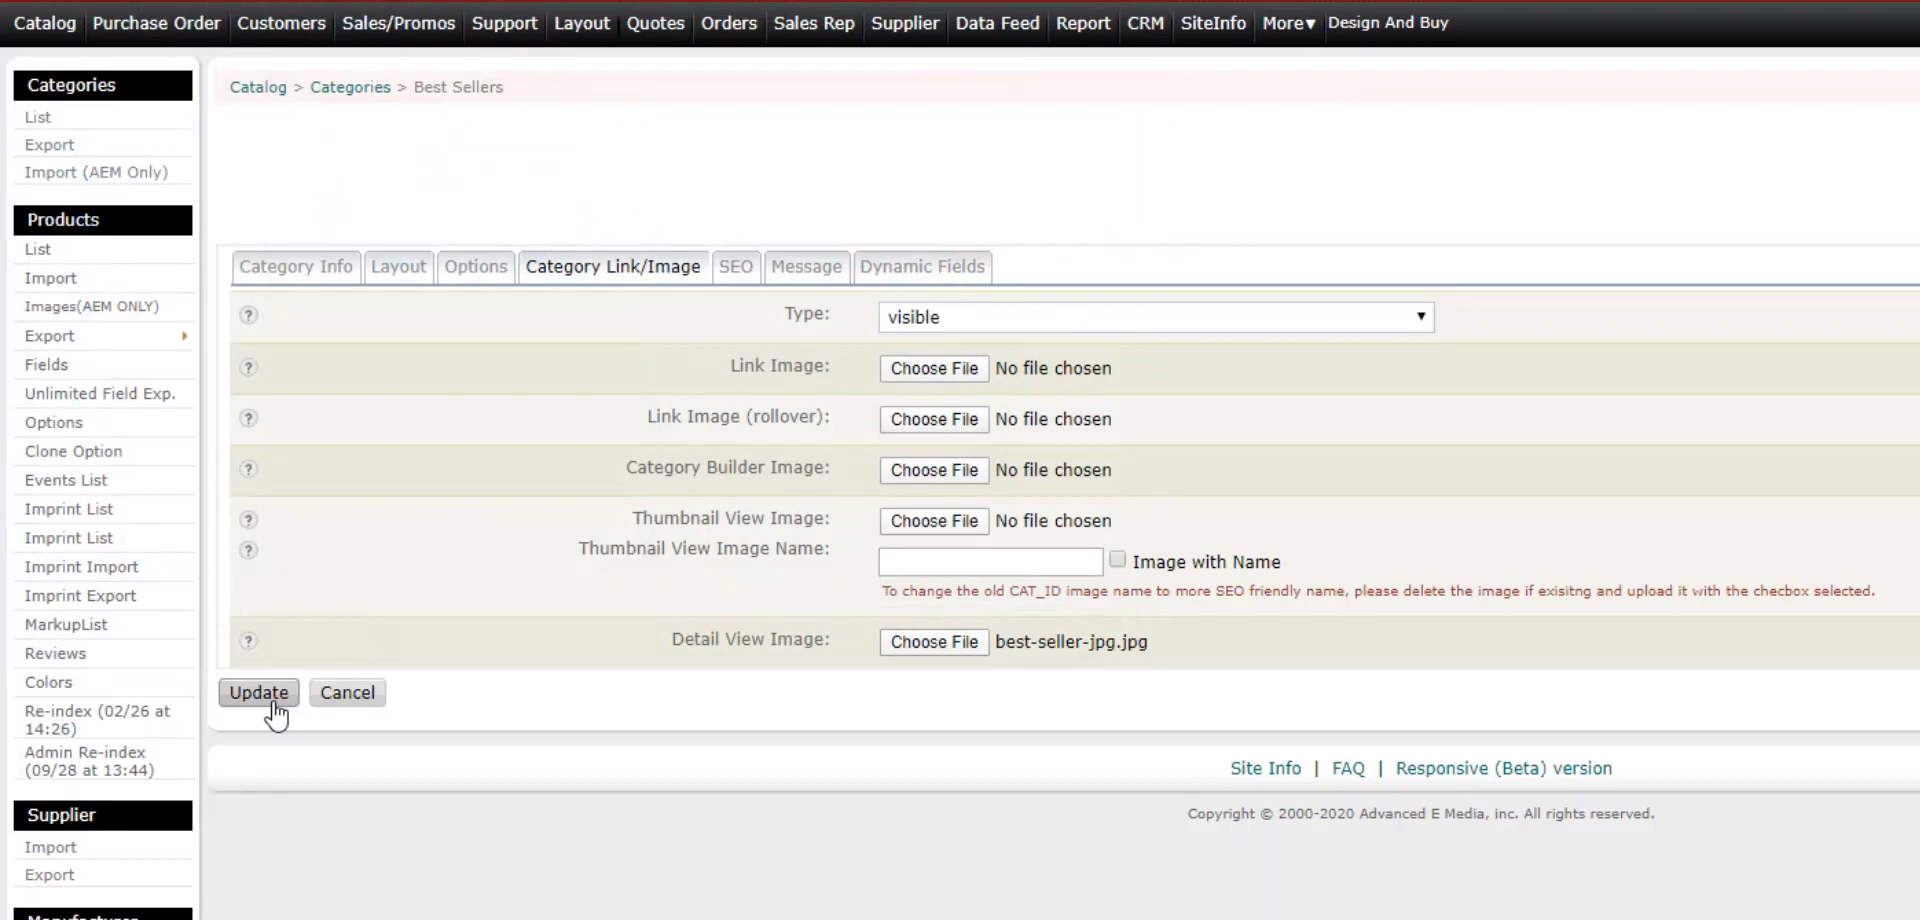 Catalog Purchase Order Customers Sales/Promos Support Layout Quotes Orders Sales Rep Supplier Data Feed Report CRM SiteInfo More▾ Design And Buy
Categories
List
Export
Import (AEM Only)
Products
List
Import
Images(AEM ONLY)
Export
Fields
Unlimited Field Exp.
Options
Clone Option
Events List
Imprint List
Imprint List
Imprint Import
Imprint Export
MarkupList
Reviews
Colors
Re-index (02/26 at
14:26)
Admin Re-index
(09/28 at 13:44)
Supplier
Import
Export
Manufacturer
Catalog > Categories > Best Sellers
Category Info Layout Options Category Link/Image SEO Message Dynamic Fields
? Type: visible
? Link Image: Choose File No file chosen
? Link Image (rollover): Choose File No file chosen
? Category Builder Image: Choose File No file chosen
? Thumbnail View Image: Choose File No file chosen
? Thumbnail View Image Name: Image with Name
To change the old CAT_ID image name to more SEO friendly name, please delete the image if exisitng and upload it with the checbox selected.
? Detail View Image: Choose File best-seller-jpg.jpg
Update Cancel
Site Info | FAQ | Responsive (Beta) version
Copyright © 2000-2020 Advanced E Media, inc. All rights reserved.